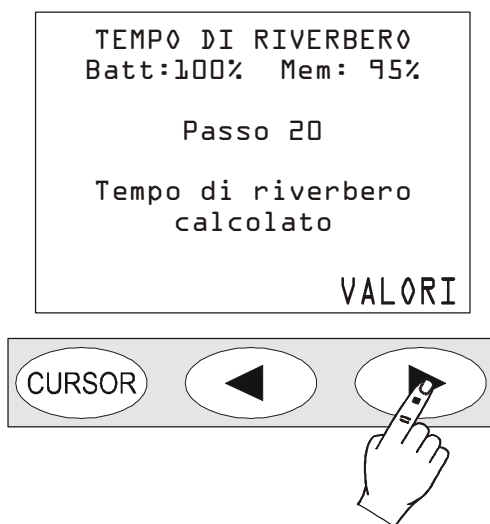 TEMPO DI RIVERBERO
Batt:100% Mem: 95%
Passo 20
Tempo di riverbero
calcolato
VALORI
CURSOR